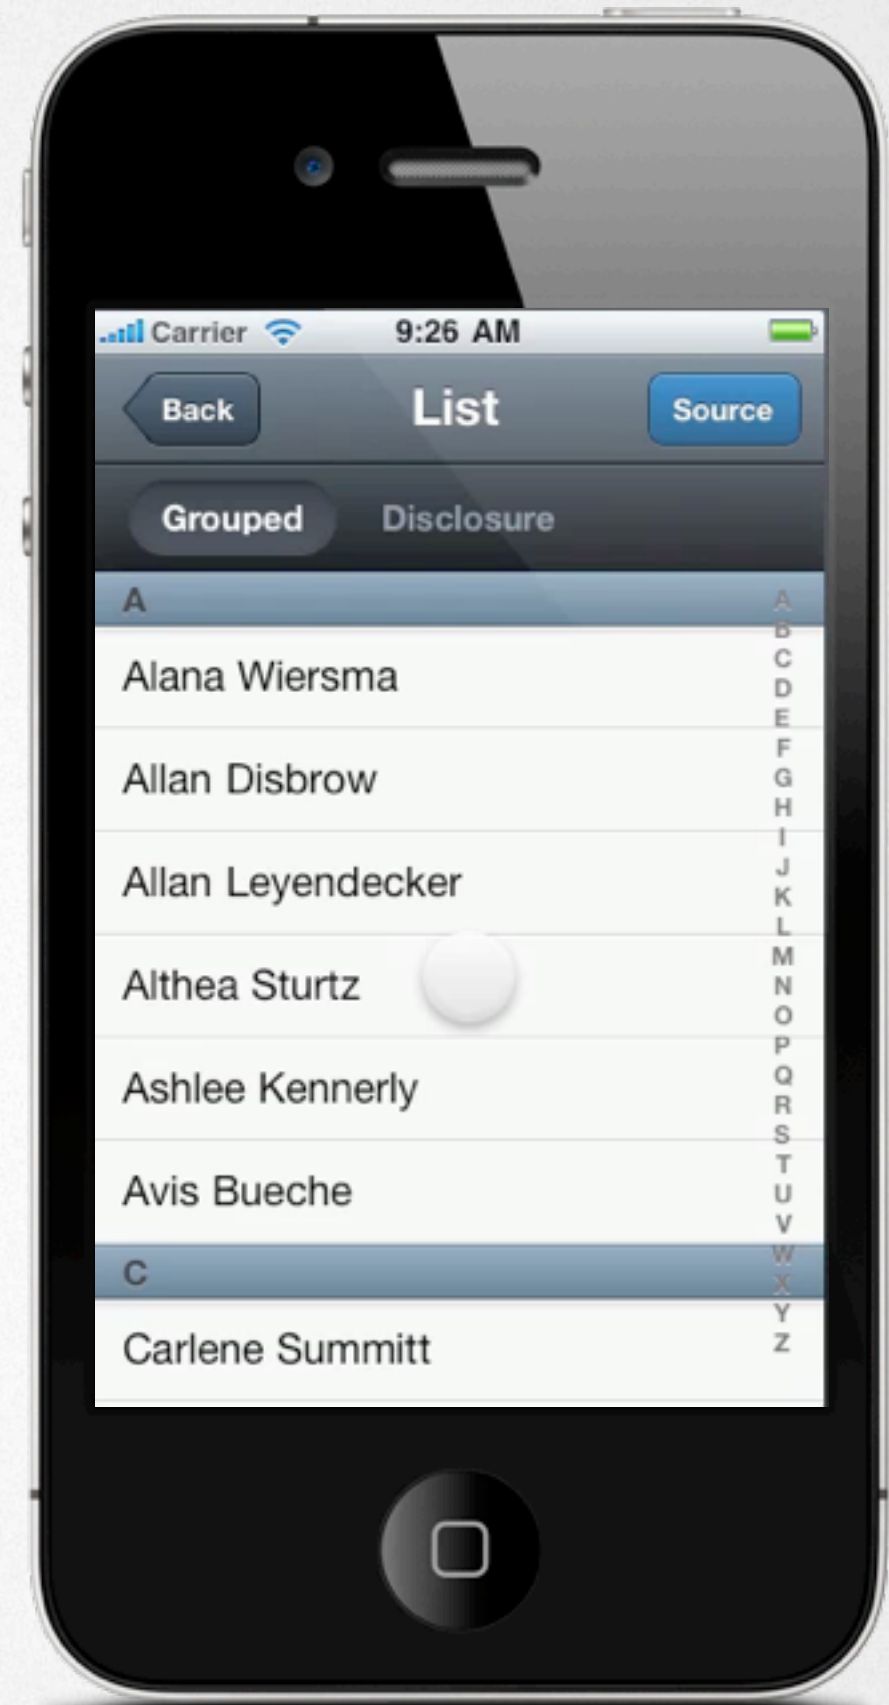 Carrier 9:26 AM
Back List Source
Grouped Disclosure
A
Alana Wiersma
Allan Disbrow
Allan Leyendecker
Althea Sturtz
Ashlee Kennerly
Avis Bueche
C
Carlene Summitt
A
B
C
D
E
F
G
H
I
J
K
L
M
N
O
P
Q
R
S
T
U
V
W
X
Y
Z